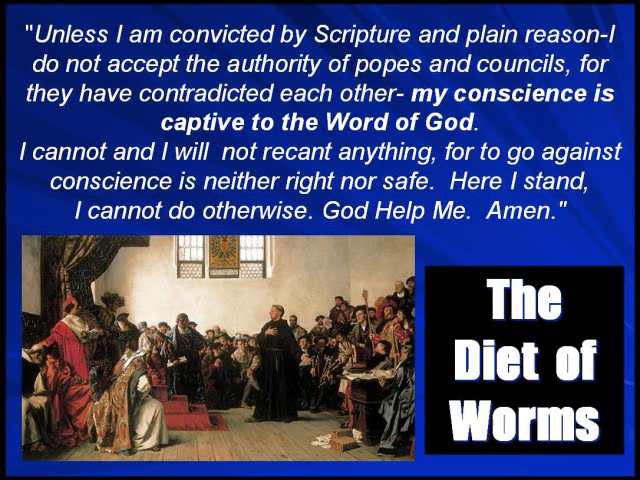 "Unless I am convicted by Scripture and plain reason-I
do not accept the authority of popes and councils, for
they have contradicted each other- my conscience is
captive to the Word of God.
I cannot and I will  not recant anything, for to go against
conscience is neither right nor safe.  Here I stand,
I cannot do otherwise. God Help Me.  Amen."
The
Diet of
Worms